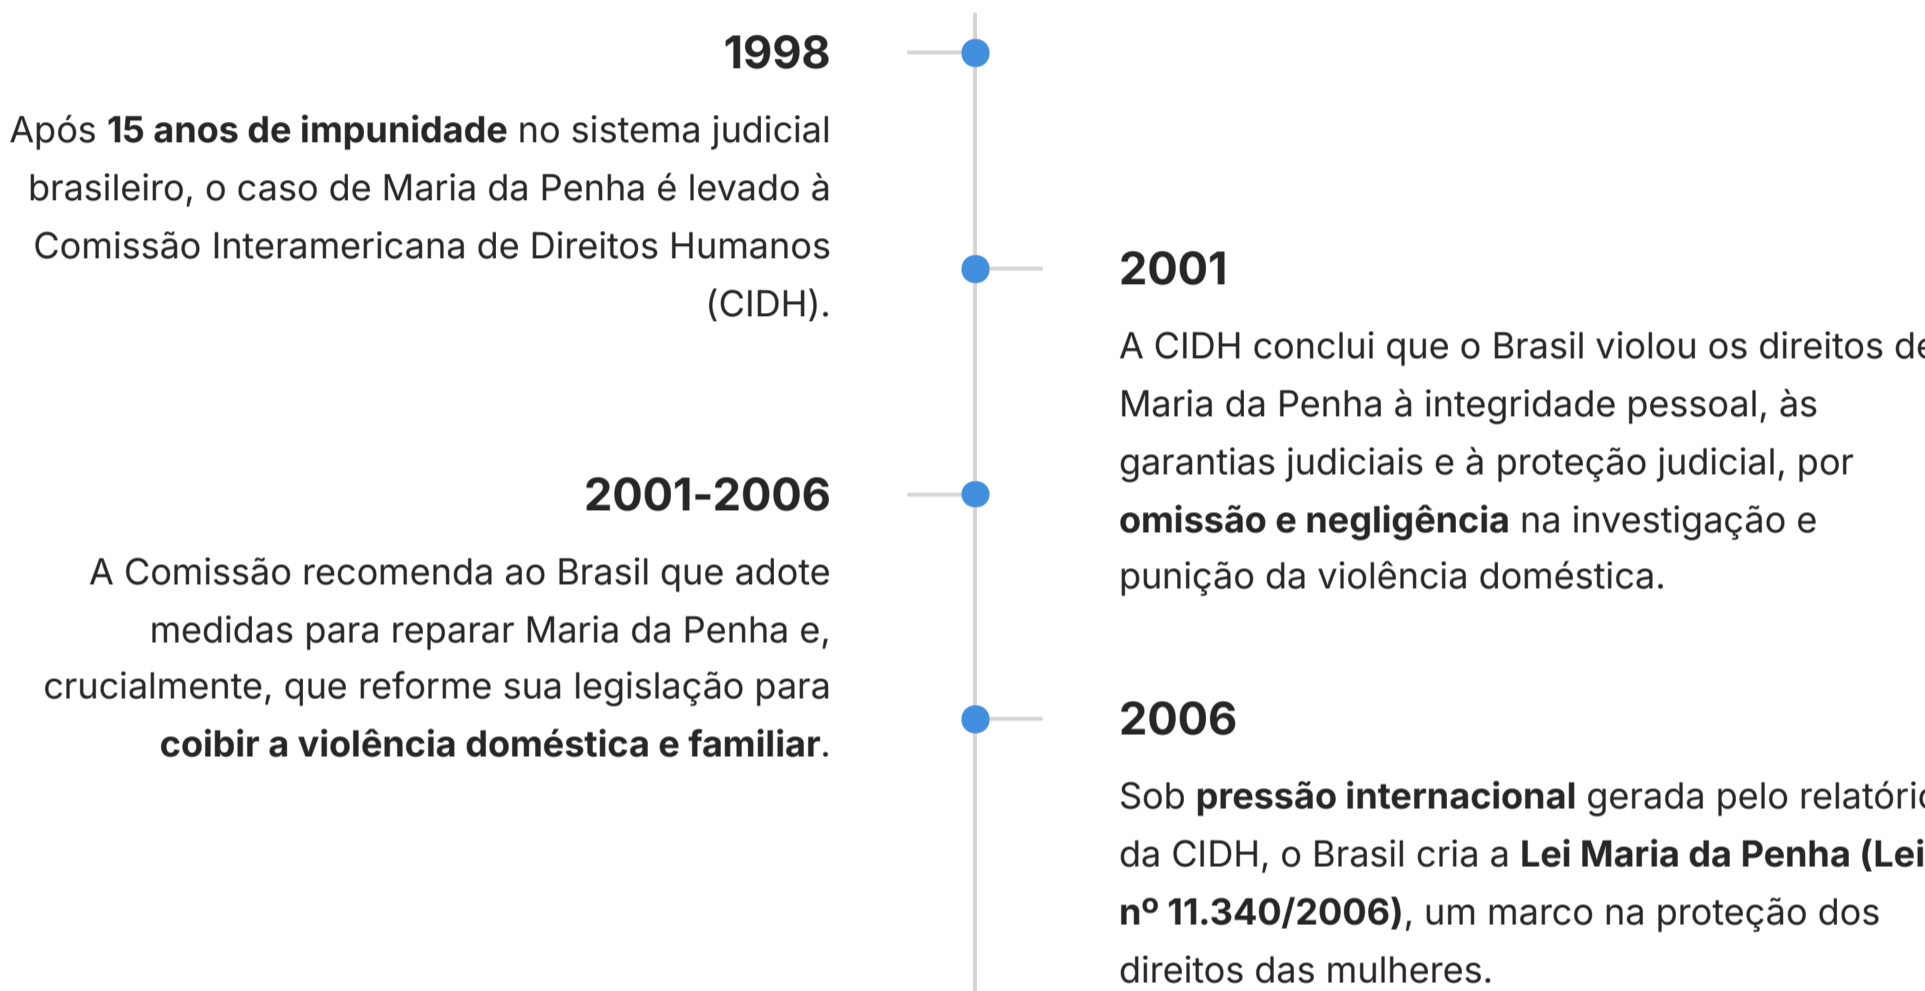 1998
Após 15 anos de impunidade no sistema judicial
brasileiro, o caso de Maria da Penha é levado à
Comissão Interamericana de Direitos Humanos
(CIDH).
2001
A CIDH conclui que o Brasil violou os direitos de
Maria da Penha à integridade pessoal, às
garantias judiciais e à proteção judicial, por
omissão e negligência na investigação e
punição da violência doméstica.
2001-2006
A Comissão recomenda ao Brasil que adote
medidas para reparar Maria da Penha e,
crucialmente, que reforme sua legislação para
coibir a violência doméstica e familiar.
2006
Sob pressão internacional gerada pelo relatório
da CIDH, o Brasil cria a Lei Maria da Penha (Lei
nº 11.340/2006), um marco na proteção dos
direitos das mulheres.